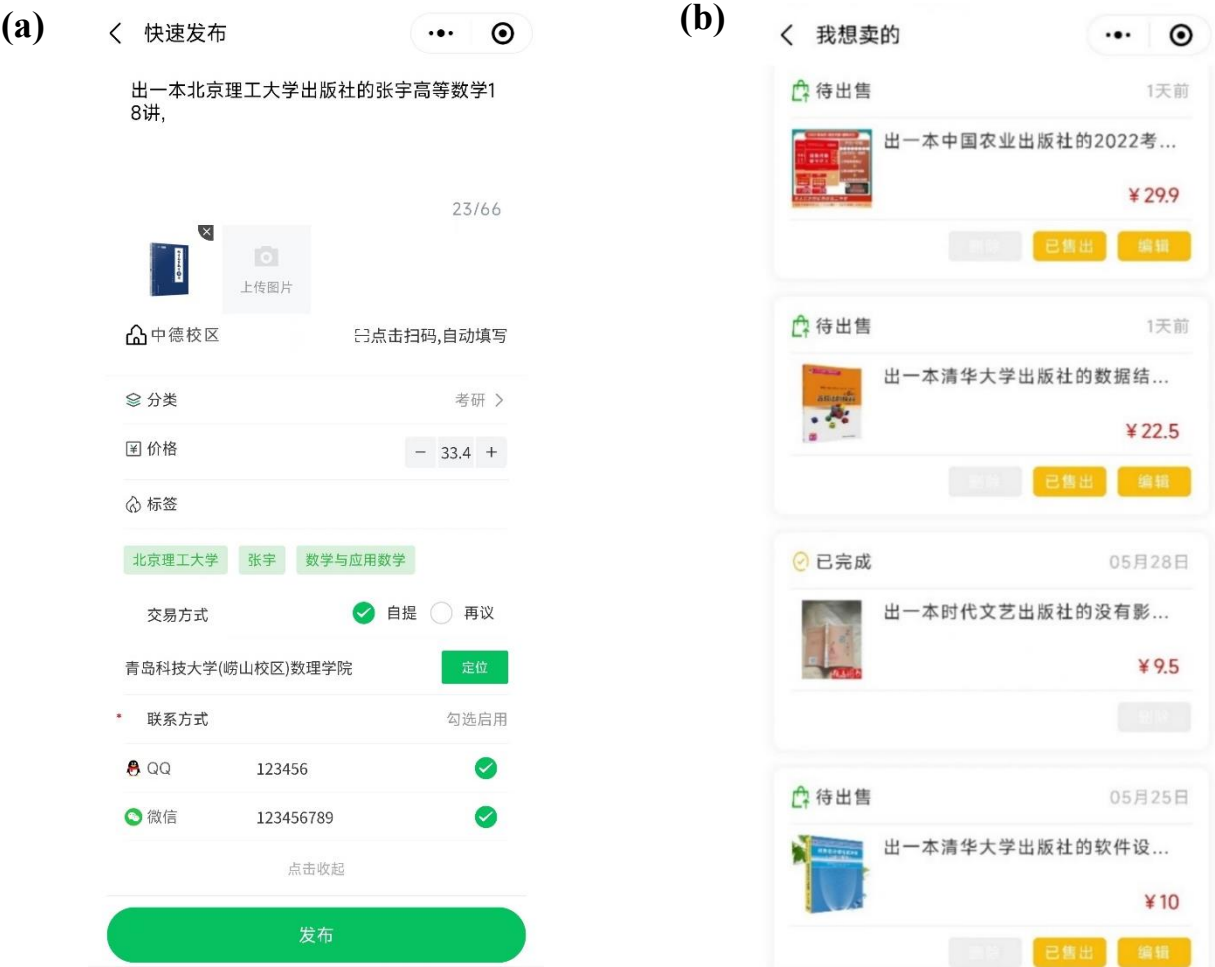 (a)
快速发布
出一本北京理工大学出版社的张宇高等数学1
8讲,
23/66
上传图片
中德校区
点击扫码,自动填写
分类
考研
价格
33.4
标签
北京理工大学
张宇
数学与应用数学
交易方式
自提
再议
青岛科技大学(崂山校区)数理学院
定位
* 联系方式
勾选启用
QQ
123456
微信
123456789
点击收起
发布
(b)
我想卖的
待出售
1天前
出一本中国农业出版社的2022考...
¥ 29.9
删除
已售出
编辑
待出售
1天前
出一本清华大学出版社的数据结...
¥ 22.5
删除
已售出
编辑
已完成
05月28日
出一本时代文艺出版社的没有影...
¥ 9.5
删除
待出售
05月25日
出一本清华大学出版社的软件设...
¥ 10
删除
已售出
编辑